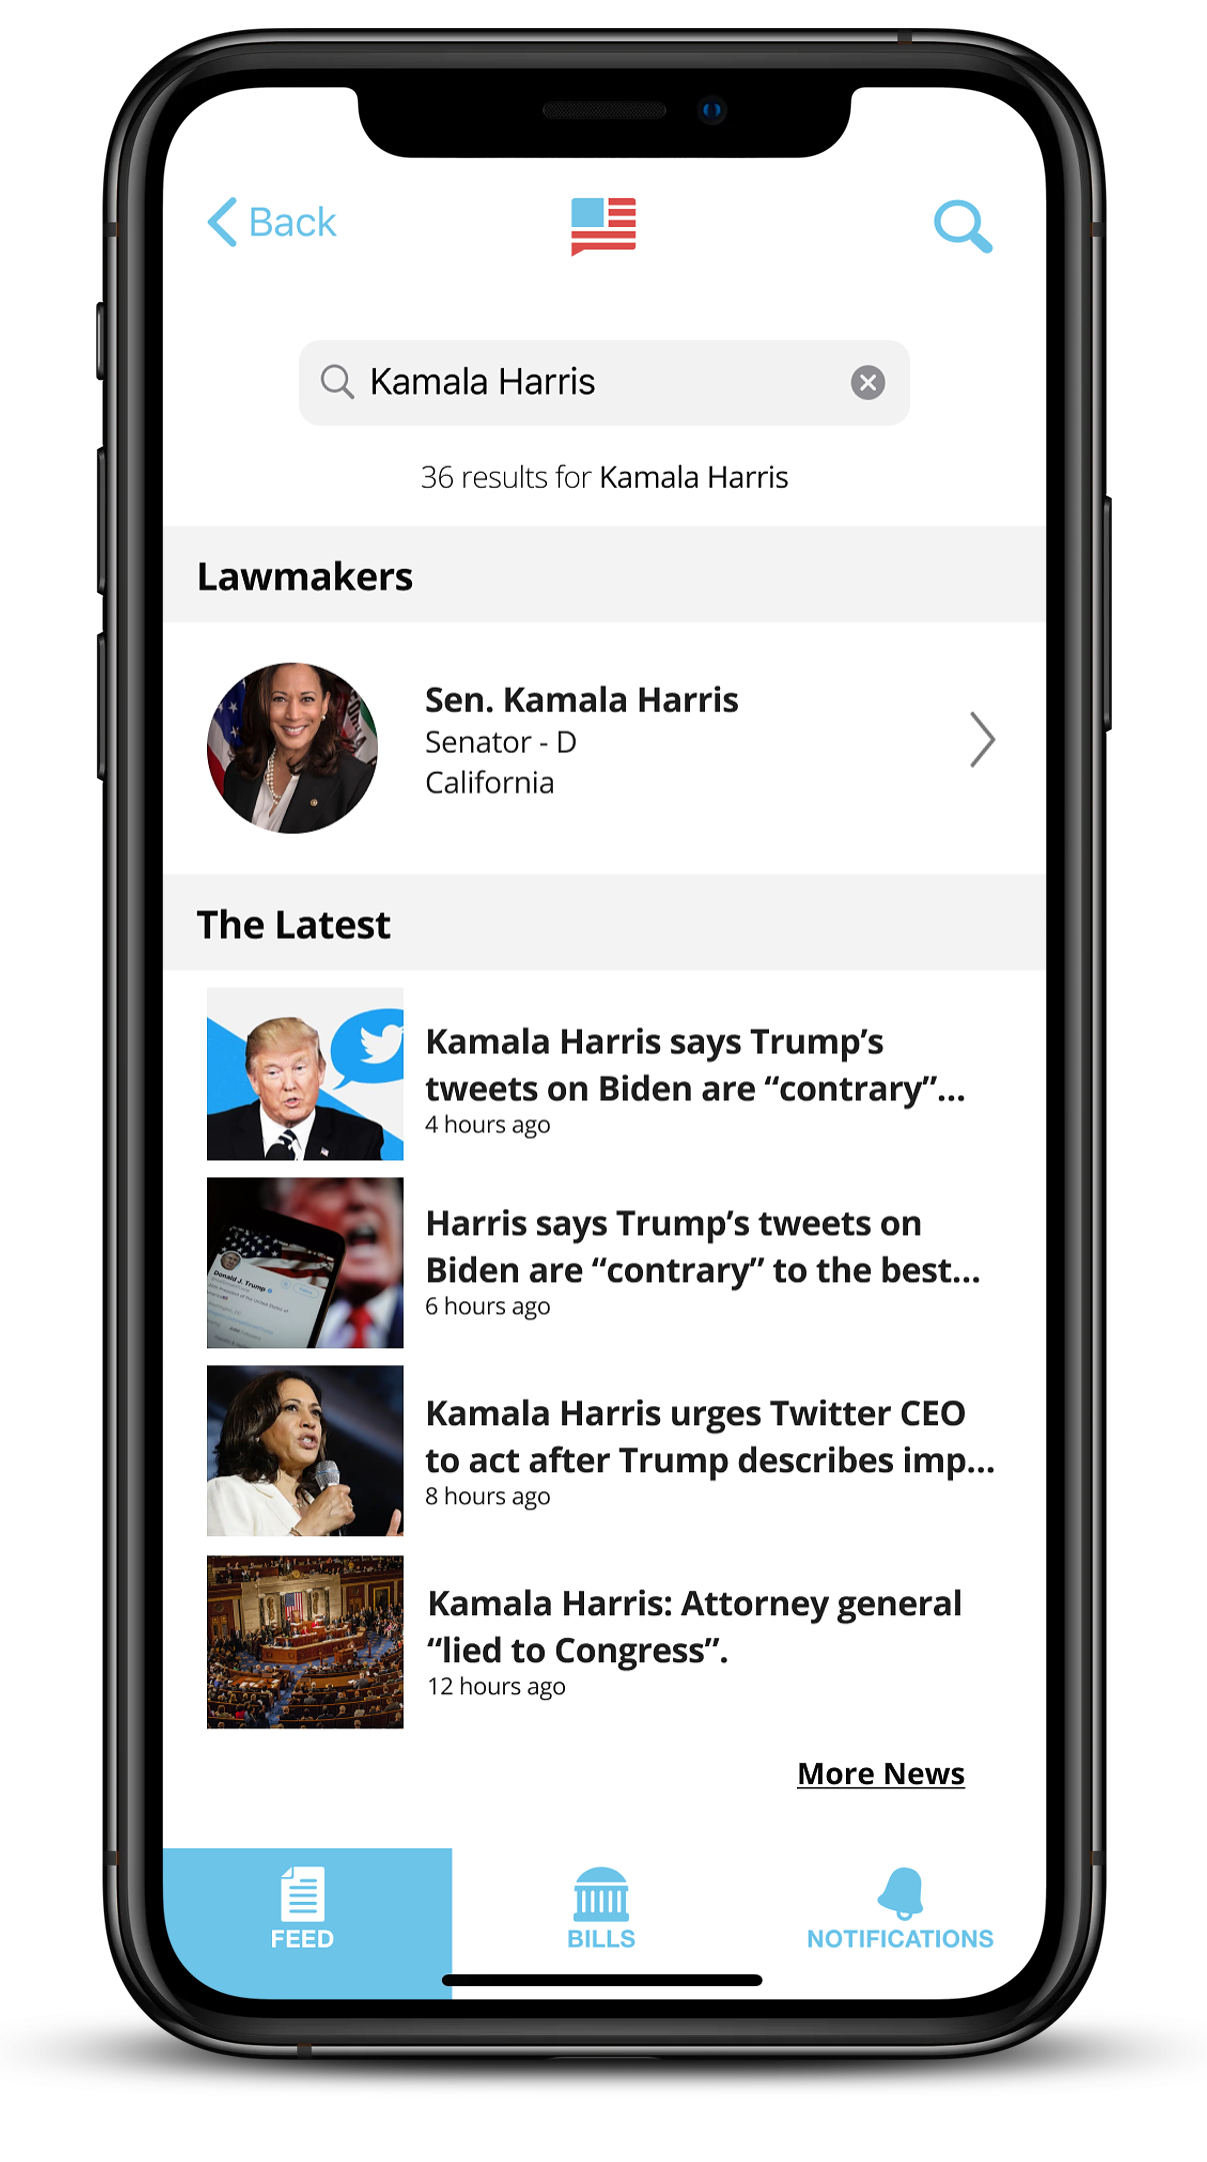 Back
Kamala Harris
36 results for Kamala Harris
Lawmakers
Sen. Kamala Harris
Senator - D
California
The Latest
Kamala Harris says Trump’s
tweets on Biden are “contrary”...
4 hours ago
Donald J. Trump
Harris says Trump’s tweets on
Biden are “contrary” to the best...
6 hours ago
Kamala Harris urges Twitter CEO
to act after Trump describes imp...
8 hours ago
Kamala Harris: Attorney general
“lied to Congress”.
12 hours ago
More News
FEED
BILLS
NOTIFICATIONS